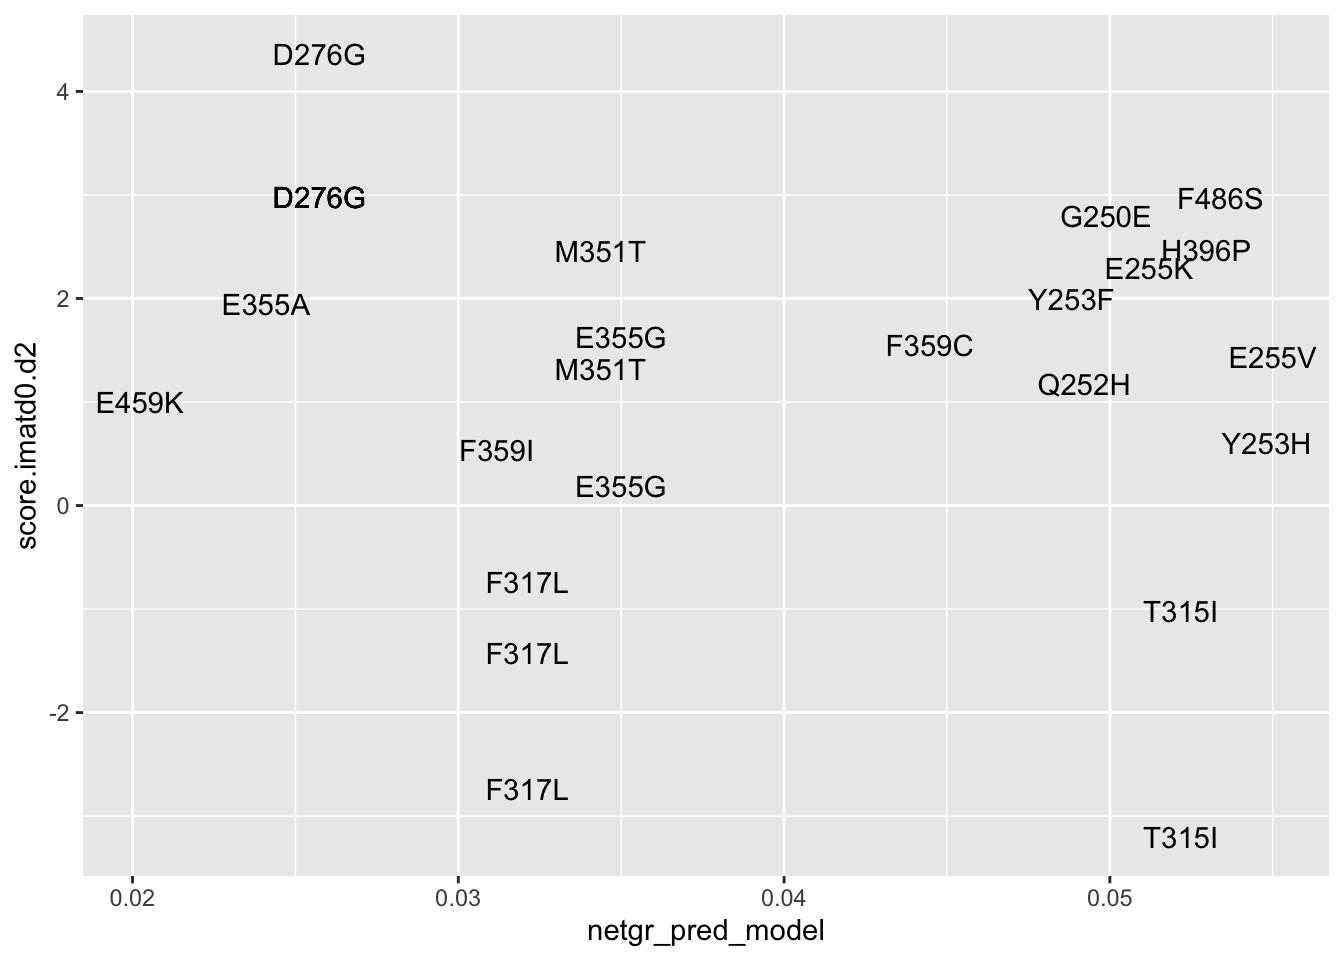 D276G
4
D276G
F486S
G250E
M351T
H396P
E255K
E355A
2
Y253F
E355G
F359C
M351T
E255V
Q252H
E459K
F359I
Y253H
E355G
0
F317L
T315I
F317L
-2
F317L
T315I
score.imatd0.d2
0.02
0.03
0.04
0.05
netgr_pred_model